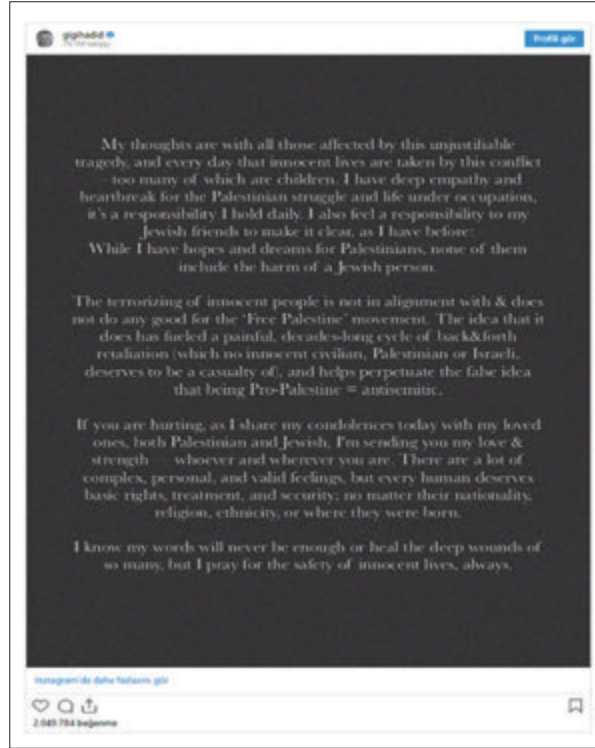 gigihadid
Profili gör
My thoughts are with all those affected by this unjustifiable
tragedy, and every day that innocent lives are taken by this conflict
— too many of which are children. I have deep empathy and
heartbreak for the Palestinian struggle and life under occupation,
it's a responsibility I hold daily. I also feel a responsibility to my
Jewish friends to make it clear, as I have before:
While I have hopes and dreams for Palestinians, none of them
include the harm of a Jewish person.
The terrorizing of innocent people is not in alignment with & does
not do any good for the 'Free Palestine' movement. The idea that it
does has fueled a painful, decades-long cycle of back&forth
retaliation (which no innocent civilian, Palestinian or Israeli,
deserves to be a casualty of), and helps perpetuate the false idea
that being Pro-Palestine = antisemitic.
If you are hurting, as I share my condolences today with my loved
ones, both Palestinian and Jewish, I'm sending you my love &
strength — whoever and wherever you are. There are a lot of
complex, personal, and valid feelings, but every human deserves
basic rights, treatment, and security; no matter their nationality,
religion, ethnicity, or where they were born.
I know my words will never be enough or heal the deep wounds of
so many, but I pray for the safety of innocent lives, always.
Instagram'da daha fazlasını gör
2.049.784 beğenme